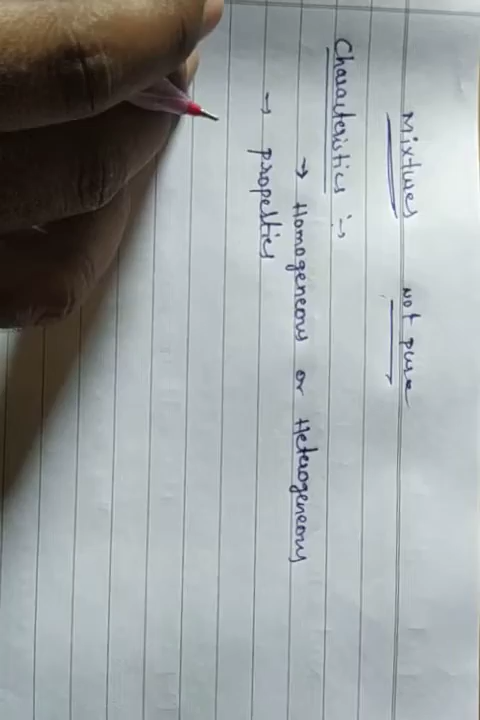 Mixtures not pure
Characteristics :-
→ Homogeneous or Heterogeneous
→ properties